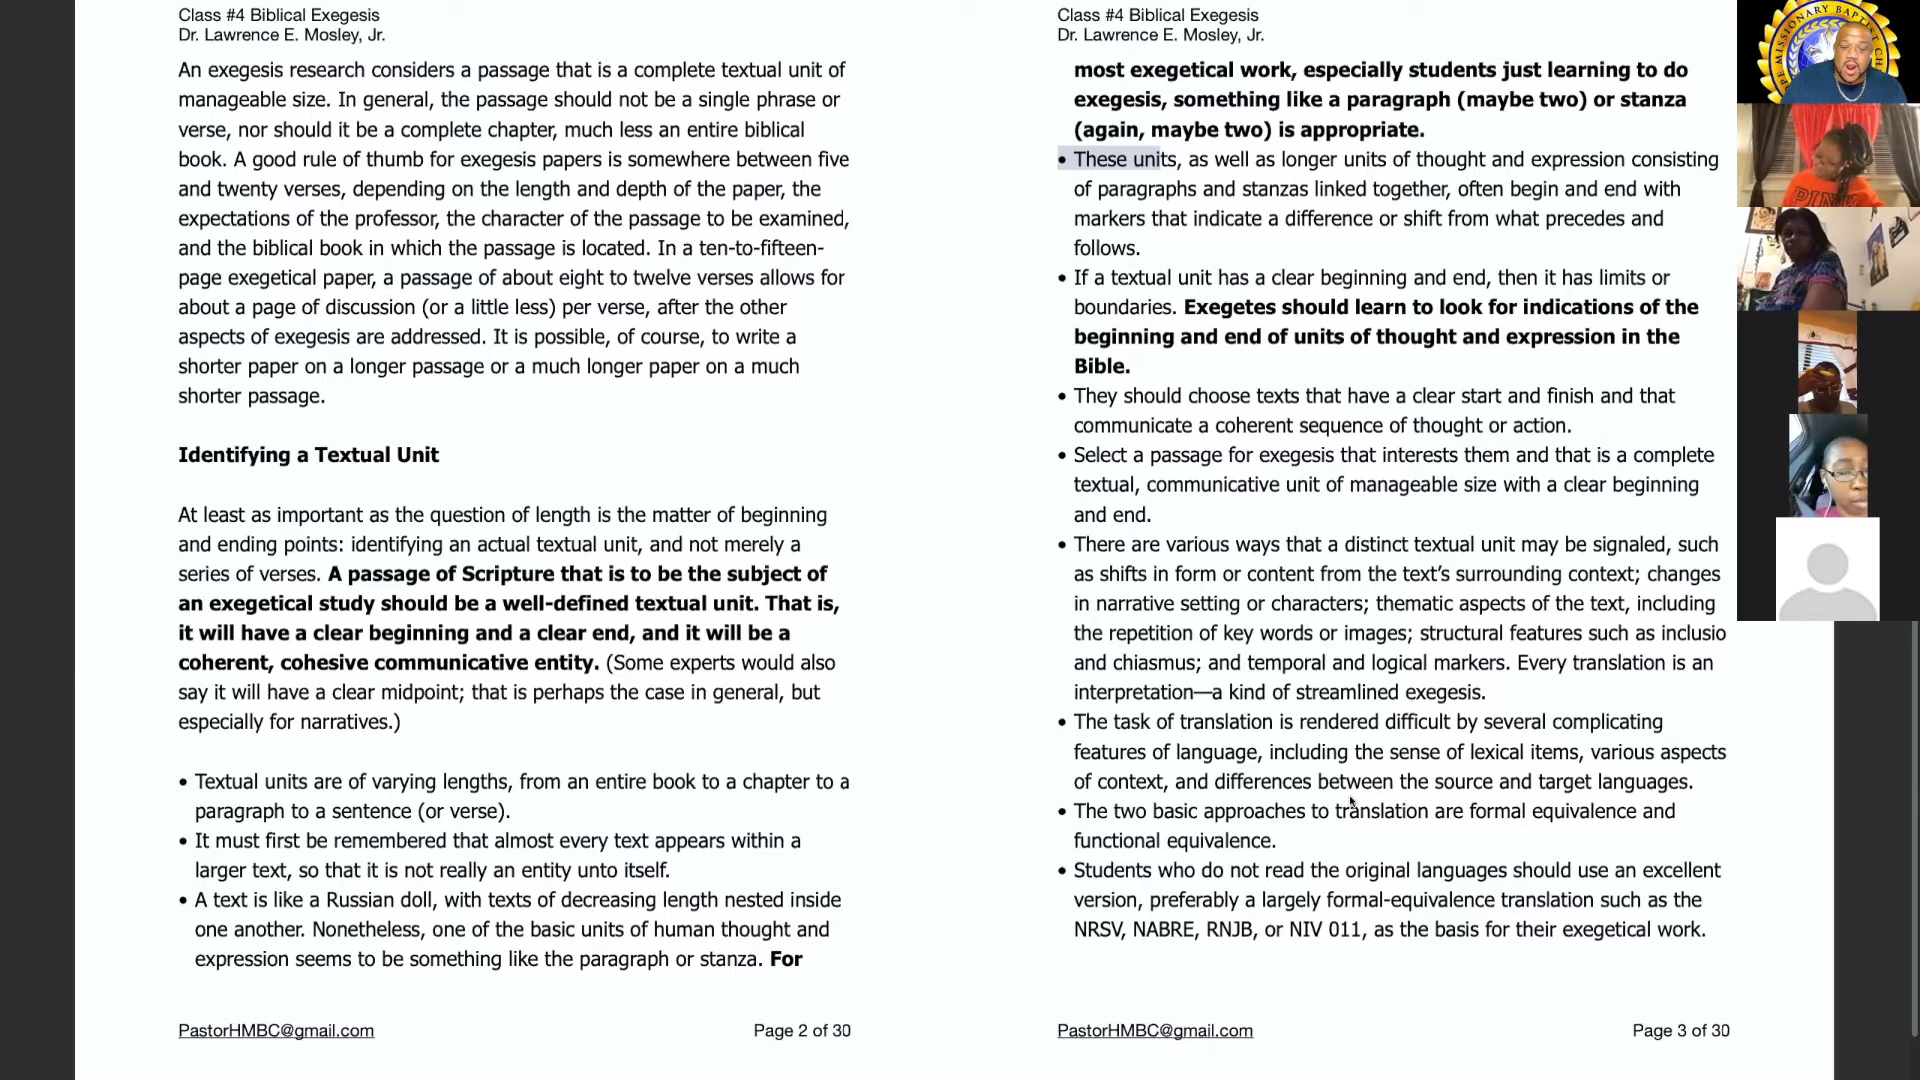 Class #4 Biblical Exegesis
Dr. Lawrence E. Mosley, Jr.
An exegesis research considers a passage that is a complete textual unit of
manageable size. In general, the passage should not be a single phrase or
verse, nor should it be a complete chapter, much less an entire biblical
book. A good rule of thumb for exegesis papers is somewhere between five
and twenty verses, depending on the length and depth of the paper, the
expectations of the professor, the character of the passage to be examined,
and the biblical book in which the passage is located. In a ten-to-fifteen-
page exegetical paper, a passage of about eight to twelve verses allows for
about a page of discussion (or a little less) per verse, after the other
aspects of exegesis are addressed. It is possible, of course, to write a
shorter paper on a longer passage or a much longer paper on a much
shorter passage.
Identifying a Textual Unit
At least as important as the question of length is the matter of beginning
and ending points: identifying an actual textual unit, and not merely a
series of verses. A passage of Scripture that is to be the subject of
an exegetical study should be a well-defined textual unit. That is,
it will have a clear beginning and a clear end, and it will be a
coherent, cohesive communicative entity. (Some experts would also
say it will have a clear midpoint; that is perhaps the case in general, but
especially for narratives.)
• Textual units are of varying lengths, from an entire book to a chapter to a
paragraph to a sentence (or verse).
• It must first be remembered that almost every text appears within a
larger text, so that it is not really an entity unto itself.
• A text is like a Russian doll, with texts of decreasing length nested inside
one another. Nonetheless, one of the basic units of human thought and
expression seems to be something like the paragraph or stanza. For
PastorHMBC@gmail.com
Page 2 of 30
Class #4 Biblical Exegesis
Dr. Lawrence E. Mosley, Jr.
most exegetical work, especially students just learning to do
exegesis, something like a paragraph (maybe two) or stanza
(again, maybe two) is appropriate.
• These units, as well as longer units of thought and expression consisting
of paragraphs and stanzas linked together, often begin and end with
markers that indicate a difference or shift from what precedes and
follows.
• If a textual unit has a clear beginning and end, then it has limits or
boundaries. Exegetes should learn to look for indications of the
beginning and end of units of thought and expression in the
Bible.
• They should choose texts that have a clear start and finish and that
communicate a coherent sequence of thought or action.
• Select a passage for exegesis that interests them and that is a complete
textual, communicative unit of manageable size with a clear beginning
and end.
• There are various ways that a distinct textual unit may be signaled, such
as shifts in form or content from the text’s surrounding context; changes
in narrative setting or characters; thematic aspects of the text, including
the repetition of key words or images; structural features such as inclusio
and chiasmus; and temporal and logical markers. Every translation is an
interpretation—a kind of streamlined exegesis.
• The task of translation is rendered difficult by several complicating
features of language, including the sense of lexical items, various aspects
of context, and differences between the source and target languages.
• The two basic approaches to translation are formal equivalence and
functional equivalence.
• Students who do not read the original languages should use an excellent
version, preferably a largely formal-equivalence translation such as the
NRSV, NABRE, RNJB, or NIV 011, as the basis for their exegetical work.
PastorHMBC@gmail.com
Page 3 of 30
MISSIONARY BAPTIST